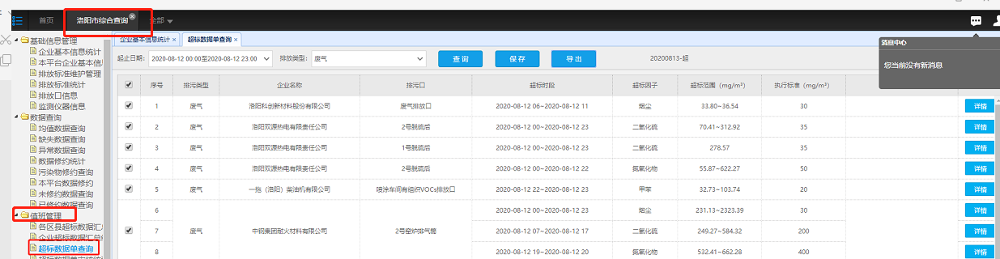 首页 洛阳市综合查询 全部
消息中心
您当前没有新消息
基础信息管理
企业基本信息统计
本平台企业基本信
排放标准维护管理
排放标准统计
排放口信息
监测仪器信息
数据查询
均值数据查询
缺失数据查询
异常数据查询
数据修约统计
污染物修约查询
本平台数据修约
未修约数据查询
已修约数据查询
值班管理
各区县超标数据汇
企业超标数据汇总
超标数据单查询
企业基本信息统计 × 超标数据单查询 ×
起止日期: 2020-08-12 00:00至2020-08-12 23:00 排放类型: 废气 查 询 保 存 导 出 20200813-超
序号 排污类型 企业名称 排污口 超标时段 超标因子 超标范围（mg/m³） 执行标准（mg/m³）
1 废气 洛阳科创新材料股份有限公司 废气排放口 2020-08-12 06~2020-08-12 11 烟尘 33.80~36.54 30 详情
2 废气 洛阳双源热电有限责任公司 2号脱硫后 2020-08-12 00~2020-08-12 23 二氧化硫 70.41~312.92 35 详情
3 废气 洛阳双源热电有限责任公司 1号脱硫后 2020-08-12 00~2020-08-12 23 二氧化硫 278.57 35 详情
4 废气 洛阳双源热电有限责任公司 2号脱硫后 2020-08-12 00~2020-08-12 22 氮氧化物 55.87~622.27 50 详情
5 废气 一拖（洛阳）柴油机有限公司 喷涂车间有组织VOCs排放口 2020-08-12 22~2020-08-12 23 甲苯 32.73~103.74 20 详情
6 2020-08-12 00~2020-08-12 23 烟尘 231.13~2323.39 30 详情
7 废气 中钢集团耐火材料有限公司 2号窑炉排气筒 2020-08-12 07~2020-08-12 17 二氧化硫 249.27~584.32 200 详情
8 2020-08-12 19~2020-08-12 20 氮氧化物 532.41~662.28 400 详情